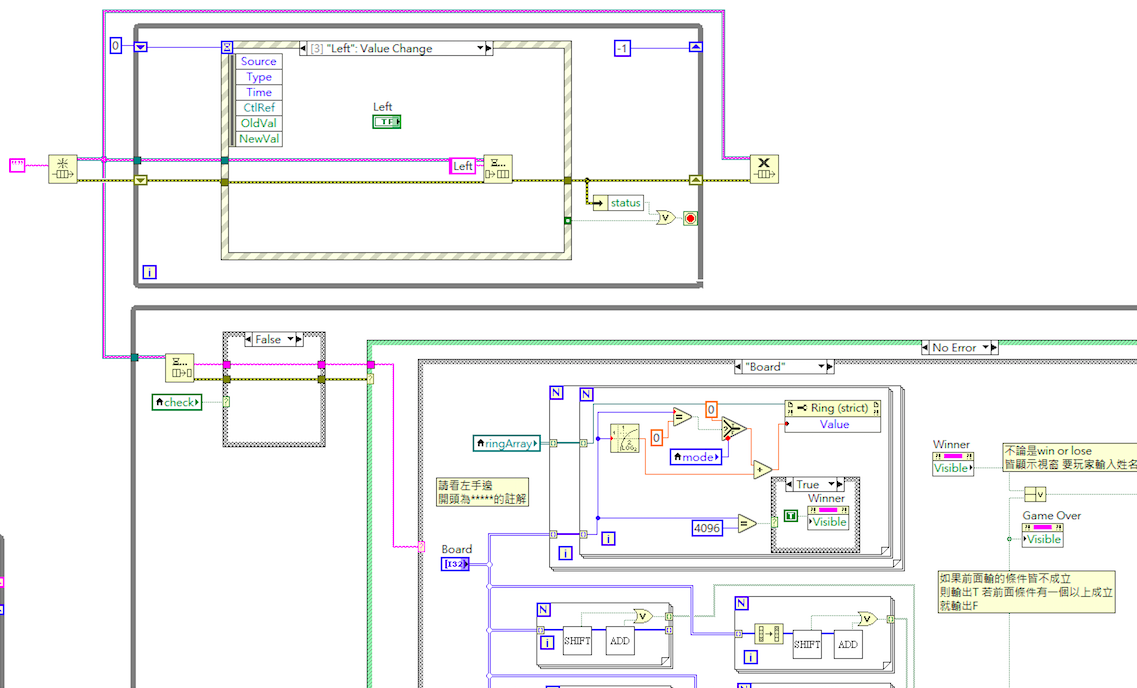 0
[3] "Left": Value Change
-1
Source
Type
Time
CtlRef
OldVal
NewVal
Left
TF
Left
status
i
False
check
No Error
"Board"
N
N
ringArray
0
0
mode
Ring (strict)
Value
True
Winner
T
Visible
4096
i
i
請看左手邊
開頭為*****的註解
Board
[I32]
Winner
Visible
不論是win or lose
皆顯示視窗 要玩家輸入姓名
Game Over
Visible
如果前面輸的條件皆不成立
則輸出T 若前面條件有一個以上成立
就輸出F
N
i
SHIFT
ADD
N
i
SHIFT
ADD
N